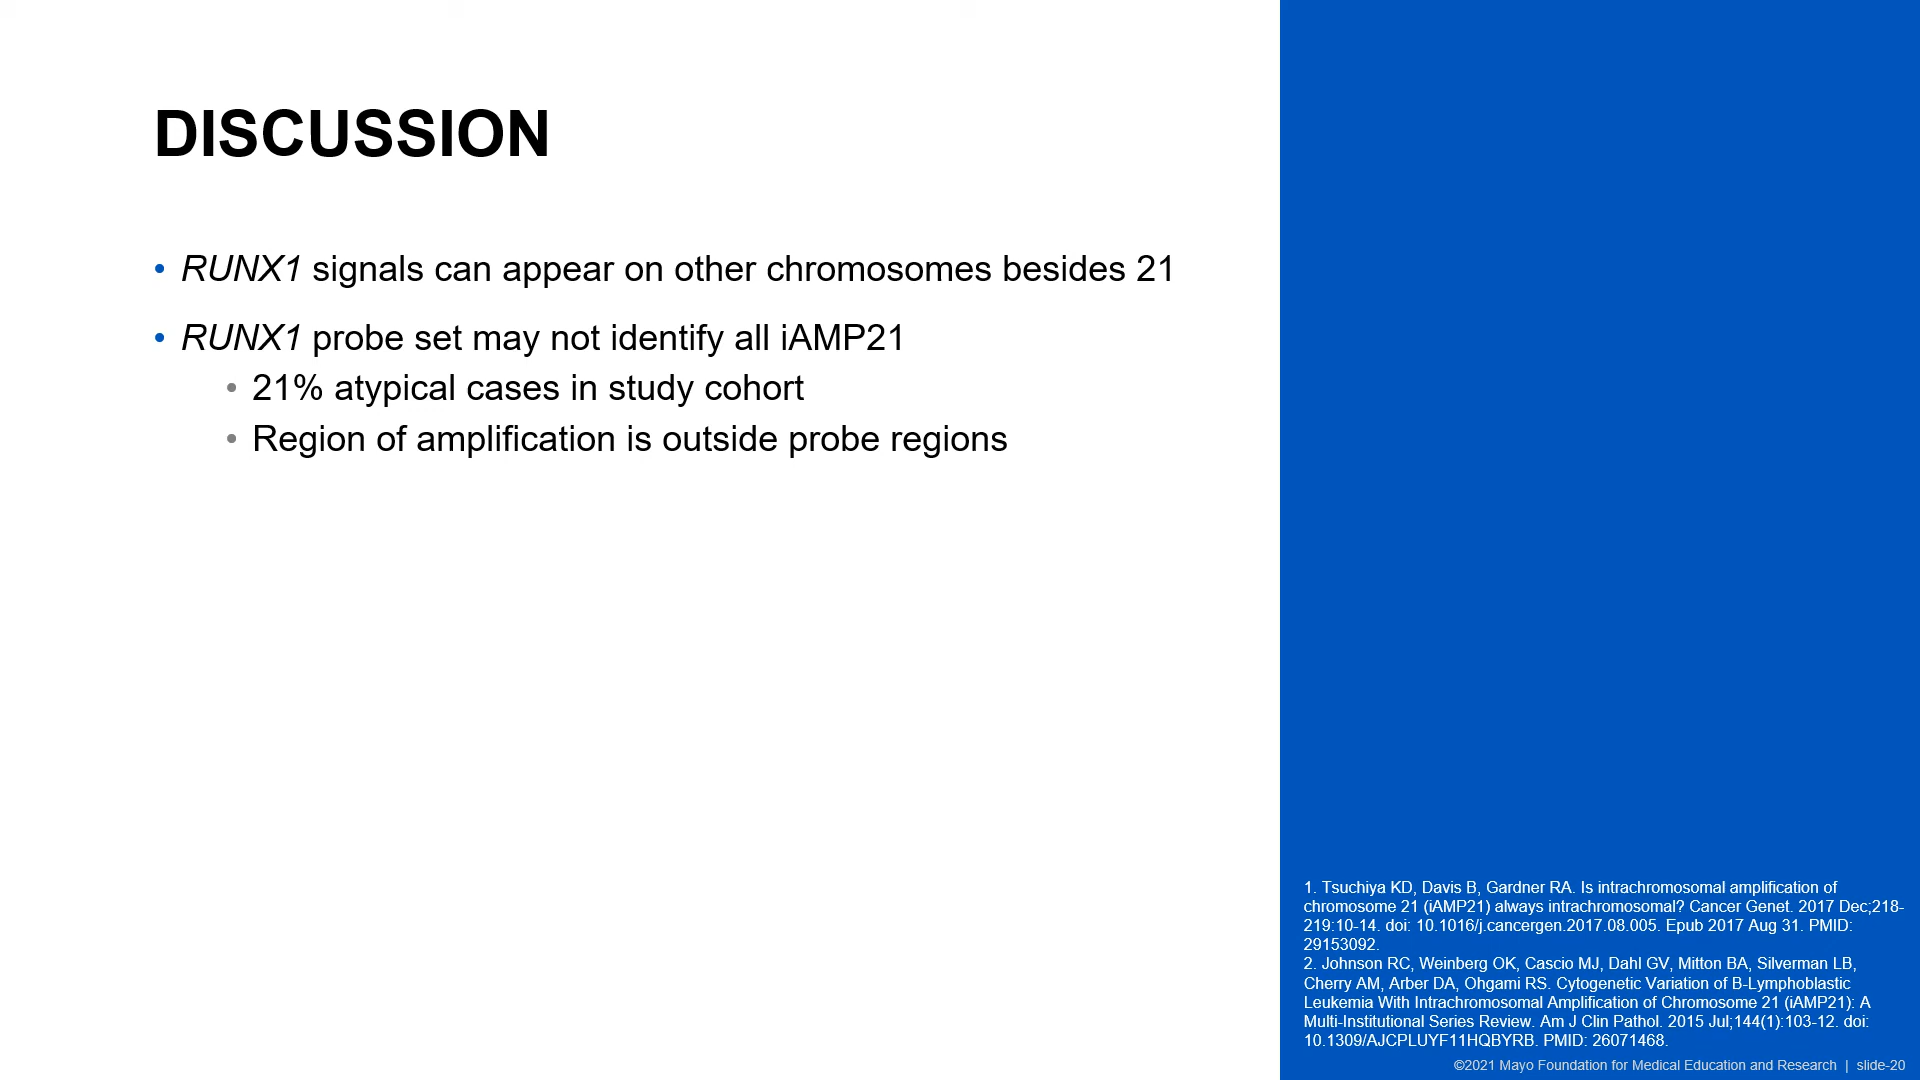 DISCUSSION
• RUNX1 signals can appear on other chromosomes besides 21
• RUNX1 probe set may not identify all iAMP21
• 21% atypical cases in study cohort
• Region of amplification is outside probe regions
1. Tsuchiya KD, Davis B, Gardner RA. Is intrachromosomal amplification of
chromosome 21 (iAMP21) always intrachromosomal? Cancer Genet. 2017 Dec;218-
219:10-14. doi: 10.1016/j.cancergen.2017.08.005. Epub 2017 Aug 31. PMID:
29153092.
2. Johnson RC, Weinberg OK, Cascio MJ, Dahl GV, Mitton BA, Silverman LB,
Cherry AM, Arber DA, Ohgami RS. Cytogenetic Variation of B-Lymphoblastic
Leukemia With Intrachromosomal Amplification of Chromosome 21 (iAMP21): A
Multi-Institutional Series Review. Am J Clin Pathol. 2015 Jul;144(1):103-12. doi:
10.1309/AJCPLUYF11HQBYRB. PMID: 26071468.
©2021 Mayo Foundation for Medical Education and Research | slide-20